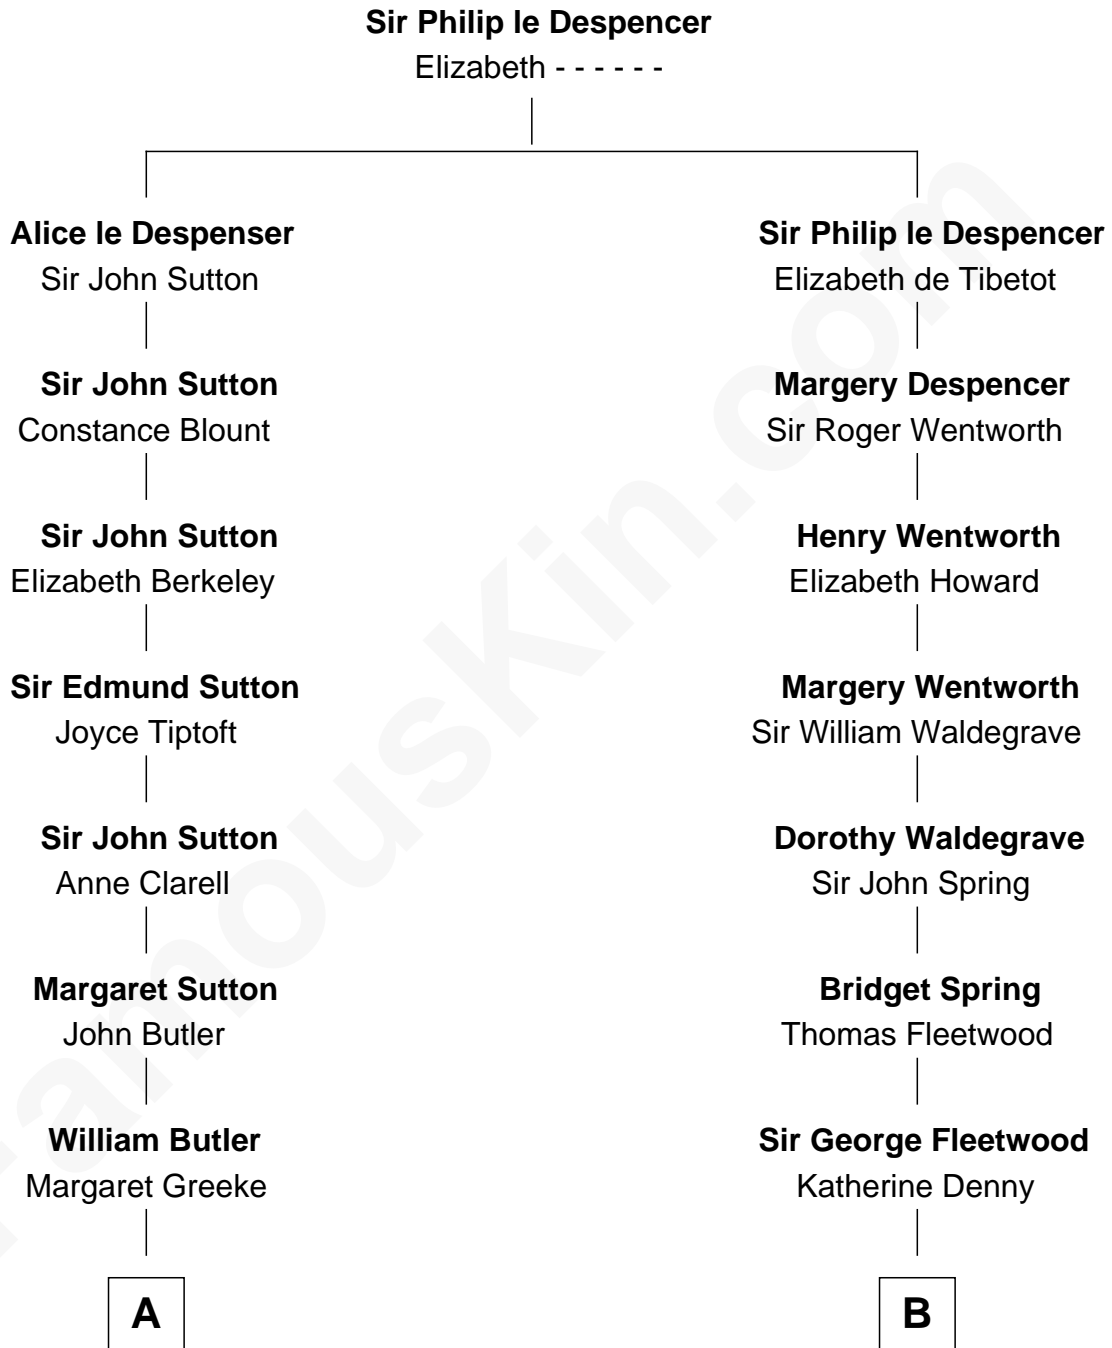 Sir Philip le Despencer
Elizabeth - - - - - -
Alice le Despenser
Sir John Sutton
Sir Philip le Despencer
Elizabeth de Tibetot
Sir John Sutton
Constance Blount
Margery Despencer
Sir Roger Wentworth
Sir John Sutton
Elizabeth Berkeley
Henry Wentworth
Elizabeth Howard
Sir Edmund Sutton
Joyce Tiptoft
Margery Wentworth
Sir William Waldegrave
Sir John Sutton
Anne Clarell
Dorothy Waldegrave
Sir John Spring
Margaret Sutton
John Butler
Bridget Spring
Thomas Fleetwood
William Butler
Margaret Greeke
Sir George Fleetwood
Katherine Denny
A
B
FamousKin.com